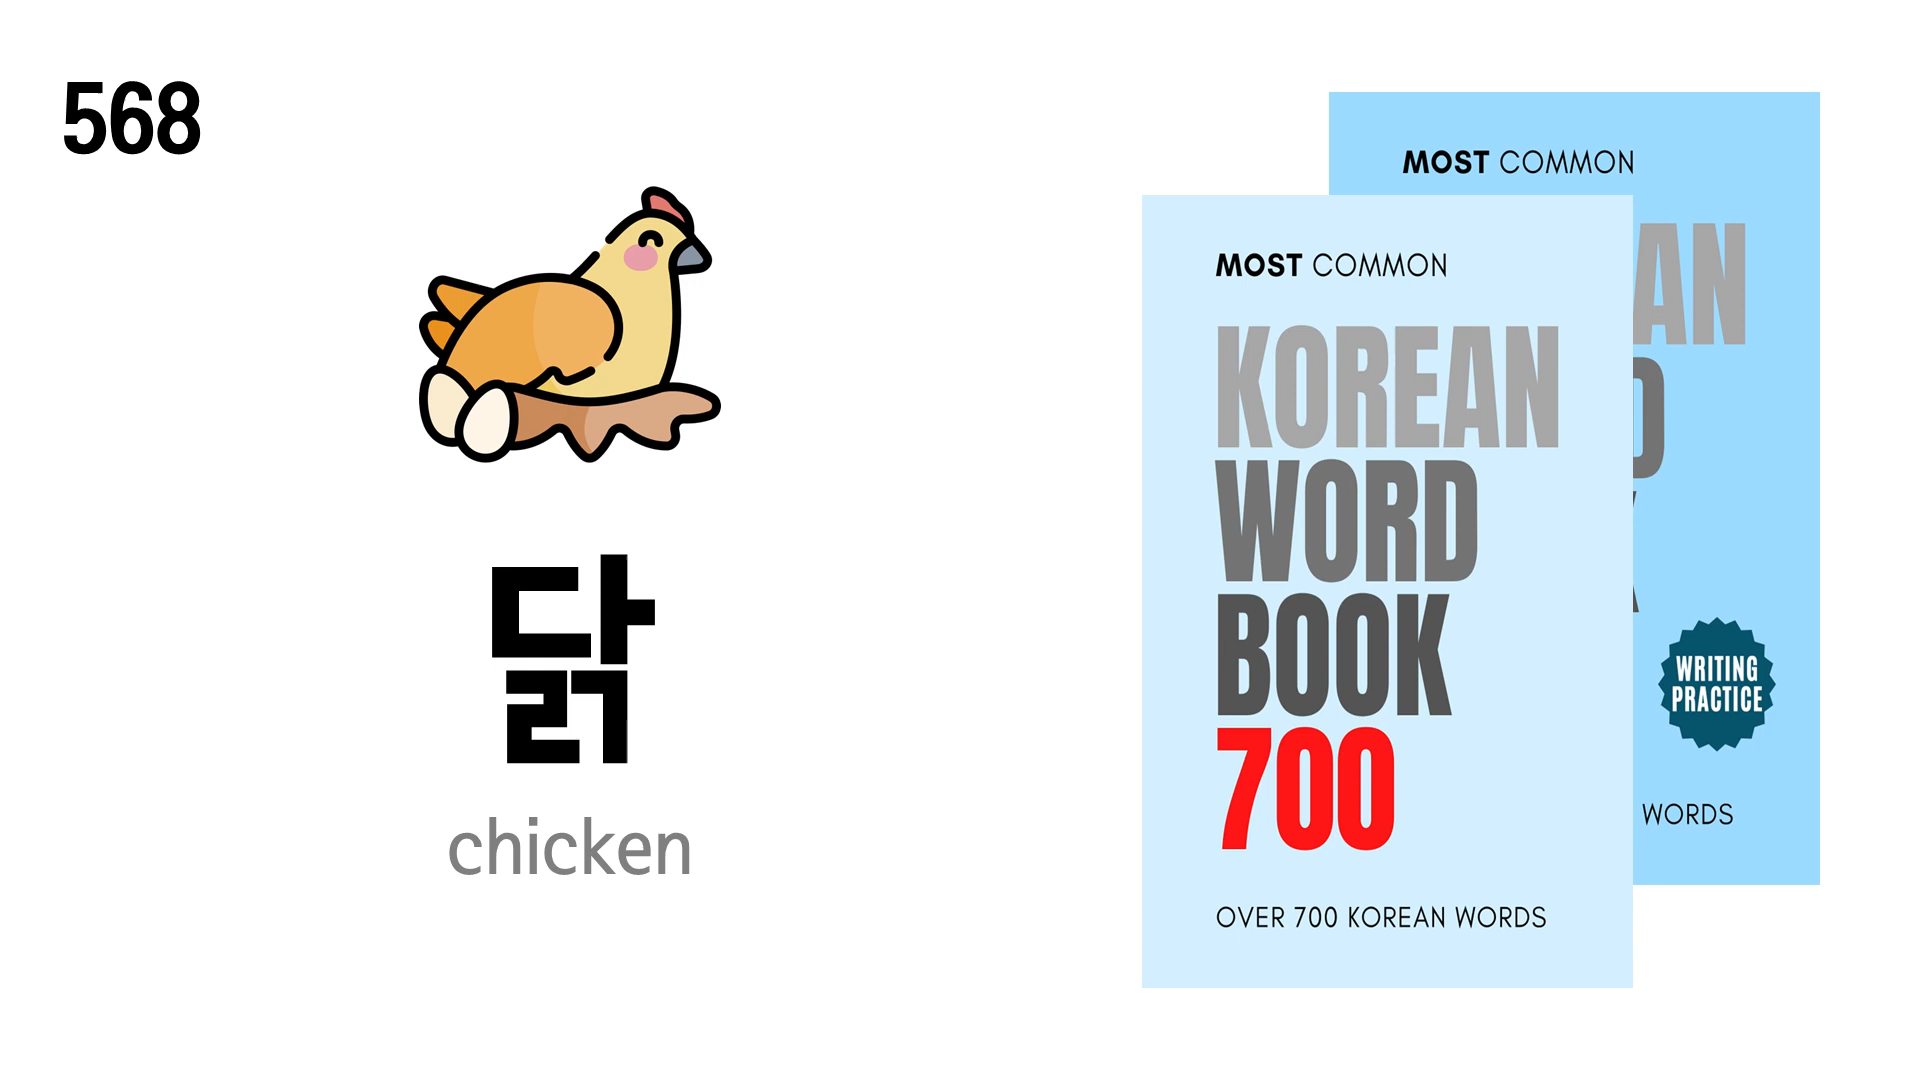 568
닭
chicken
MOST COMMON
KOREAN
WORD
BOOK
700
OVER 700 KOREAN WORDS
MOST COMMON
WRITING
PRACTICE
WORDS